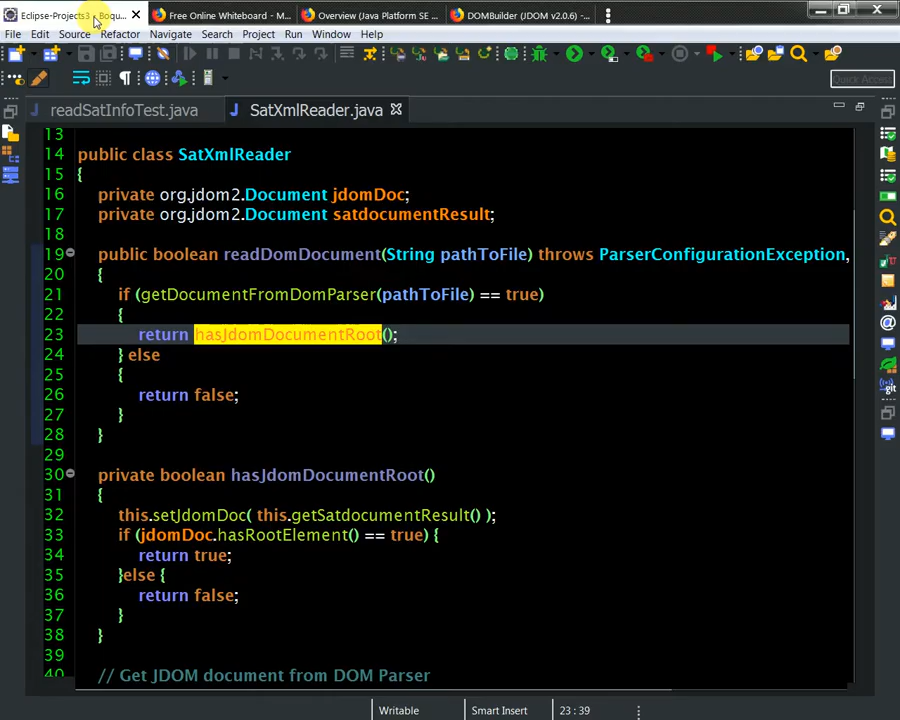 Eclipse-Projects3 - Boqu...
Free Online Whiteboard - M...
Overview (Java Platform SE ...
DOMBuilder (JDOM v2.0.6) - ...
File Edit Source Refactor Navigate Search Project Run Window Help
Quick Access
readSatInfoTest.java
SatXmlReader.java
13
14 public class SatXmlReader
15 {
16 private org.jdom2.Document jdomDoc;
17 private org.jdom2.Document satdocumentResult;
18
19 public boolean readDomDocument(String pathToFile) throws ParserConfigurationException,
20 {
21 if (getDocumentFromDomParser(pathToFile) == true)
22 {
23 return hasJdomDocumentRoot();
24 } else
25 {
26 return false;
27 }
28 }
29
30 private boolean hasJdomDocumentRoot()
31 {
32 this.setJdomDoc( this.getSatdocumentResult() );
33 if (jdomDoc.hasRootElement() == true) {
34 return true;
35 }else {
36 return false;
37 }
38 }
39
40 // Get JDOM document from DOM Parser
Writable Smart Insert 23 : 39